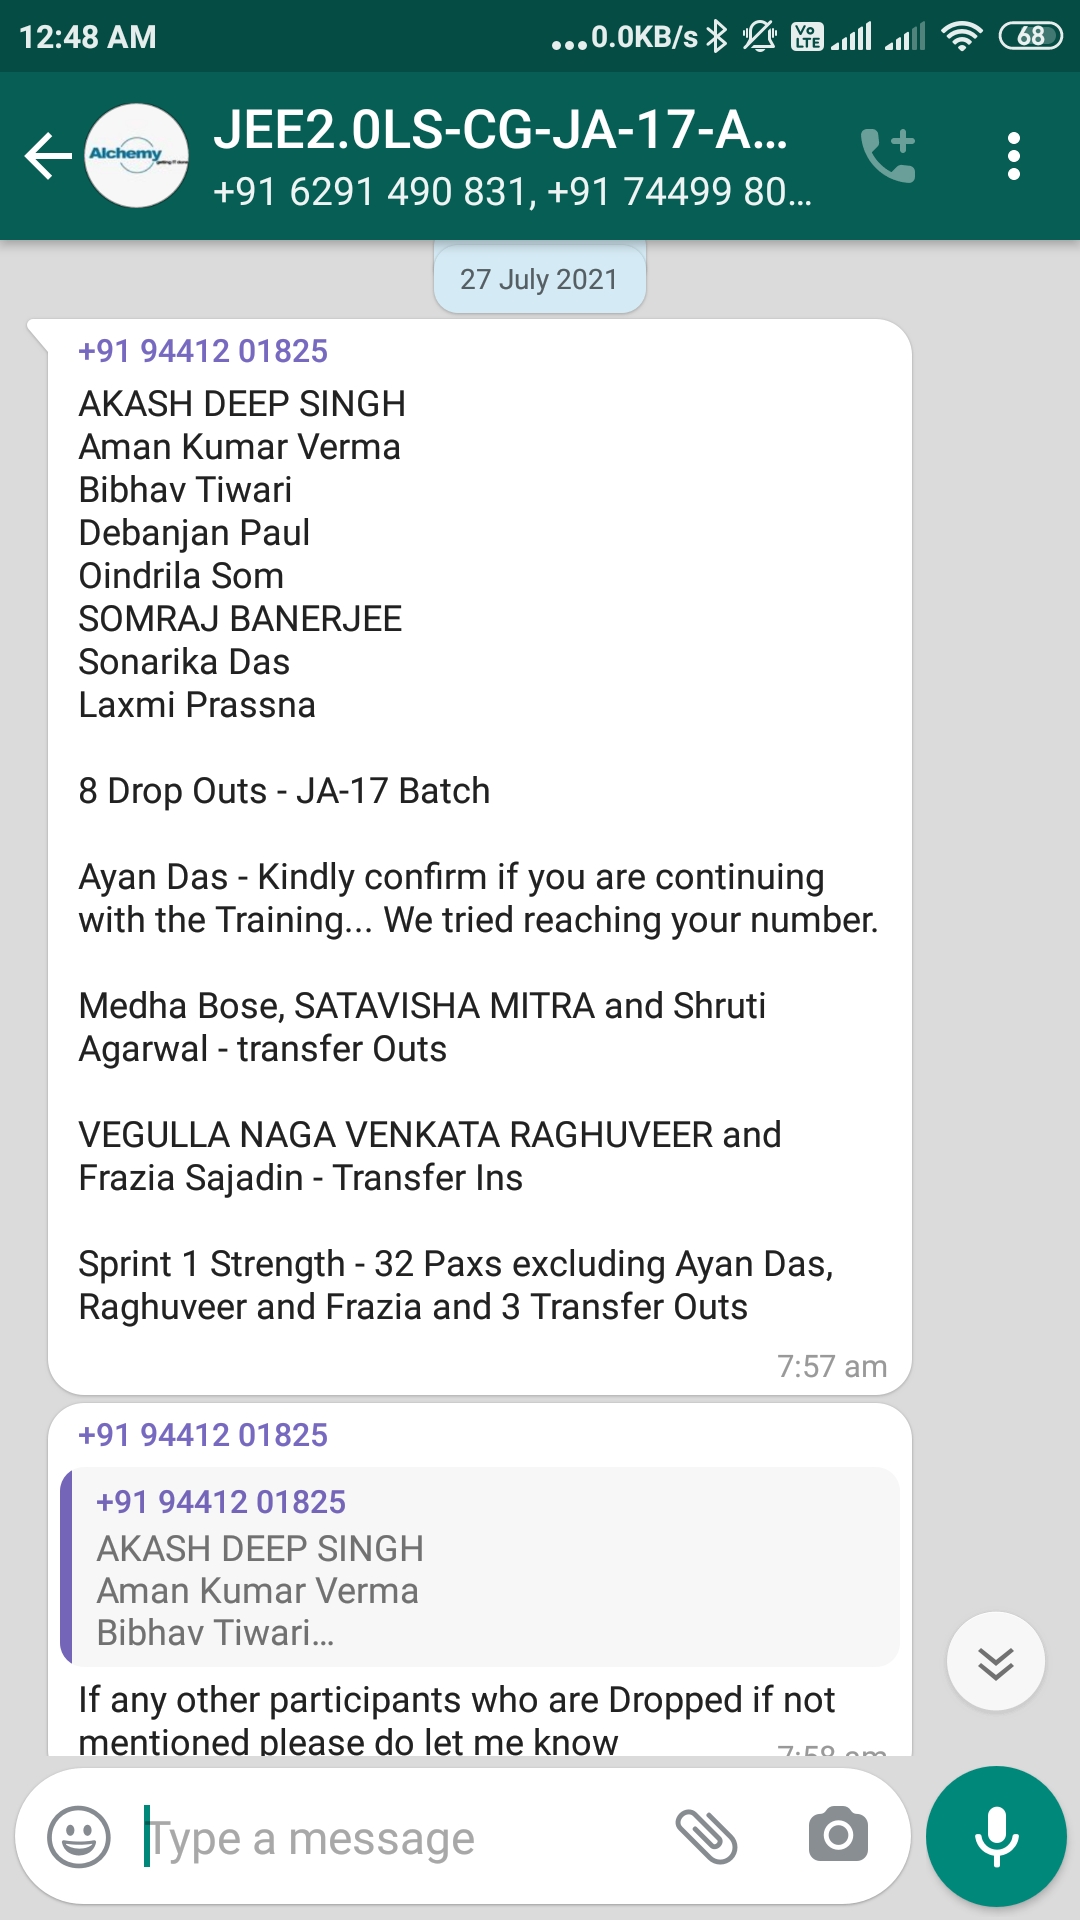 12:48 AM
...0.0KB/s
Vo
LTE
68
Alchemy
JEE2.0LS-CG-JA-17-A...
+91 6291 490 831, +91 74499 80...
27 July 2021
+91 94412 01825
AKASH DEEP SINGH
Aman Kumar Verma
Bibhav Tiwari
Debanjan Paul
Oindrila Som
SOMRAJ BANERJEE
Sonarika Das
Laxmi Prassna
8 Drop Outs - JA-17 Batch
Ayan Das - Kindly confirm if you are continuing
with the Training... We tried reaching your number.
Medha Bose, SATAVISHA MITRA and Shruti
Agarwal - transfer Outs
VEGULLA NAGA VENKATA RAGHUVEER and
Frazia Sajadin - Transfer Ins
Sprint 1 Strength - 32 Paxs excluding Ayan Das,
Raghuveer and Frazia and 3 Transfer Outs
7:57 am
+91 94412 01825
+91 94412 01825
AKASH DEEP SINGH
Aman Kumar Verma
Bibhav Tiwari...
If any other participants who are Dropped if not
mentioned please do let me know
7:58 am
Type a message